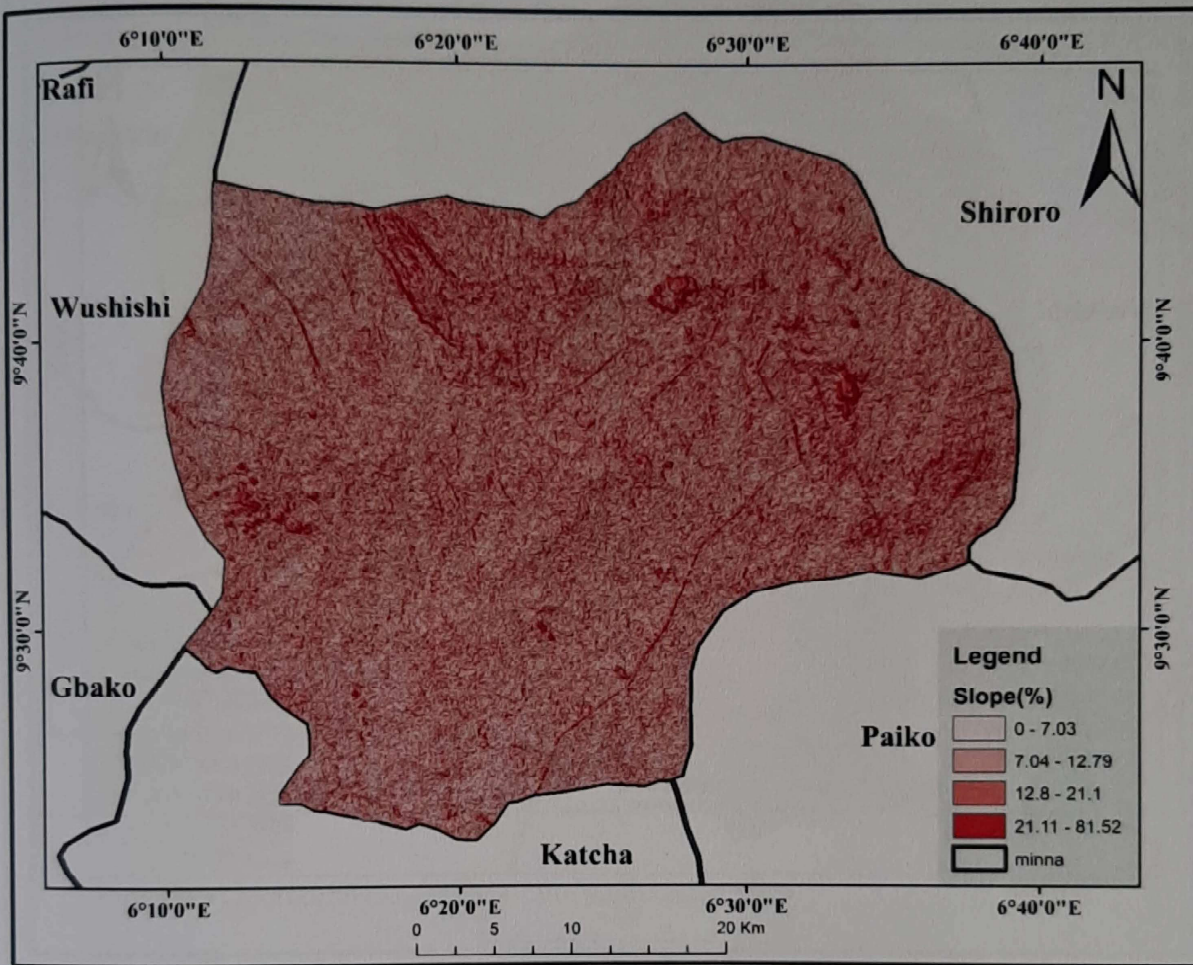 6°10'0"E 6°20'0"E 6°30'0"E 6°40'0"E
Rafi
N
Shiroro
Wushishi
9°40'0"N 9°40'0"N
9°30'0"N 9°30'0"N
Legend
Slope(%)
Gbako
0 - 7.03
Paiko
7.04 - 12.79
12.8 - 21.1
21.11 - 81.52
Katcha
minna
6°10'0"E 6°20'0"E 6°30'0"E 6°40'0"E
0 5 10 20 Km